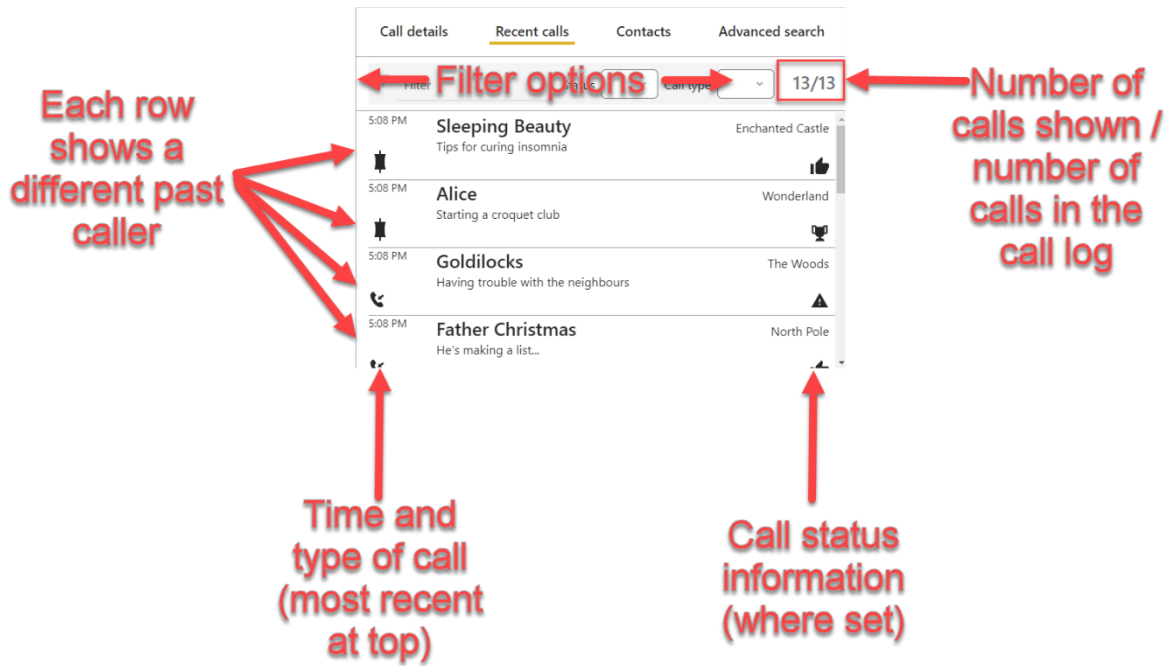 Call details Recent calls Contacts Advanced search
Filter Filter options Status Call type 13/13
Each row
shows a
different past
caller
Number of
calls shown /
number of
calls in the
call log
5:08 PM Sleeping Beauty Enchanted Castle
Tips for curing insomnia
5:08 PM Alice Wonderland
Starting a croquet club
5:08 PM Goldilocks The Woods
Having trouble with the neighbours
5:08 PM Father Christmas North Pole
He's making a list...
Time and
type of call
(most recent
at top)
Call status
information
(where set)